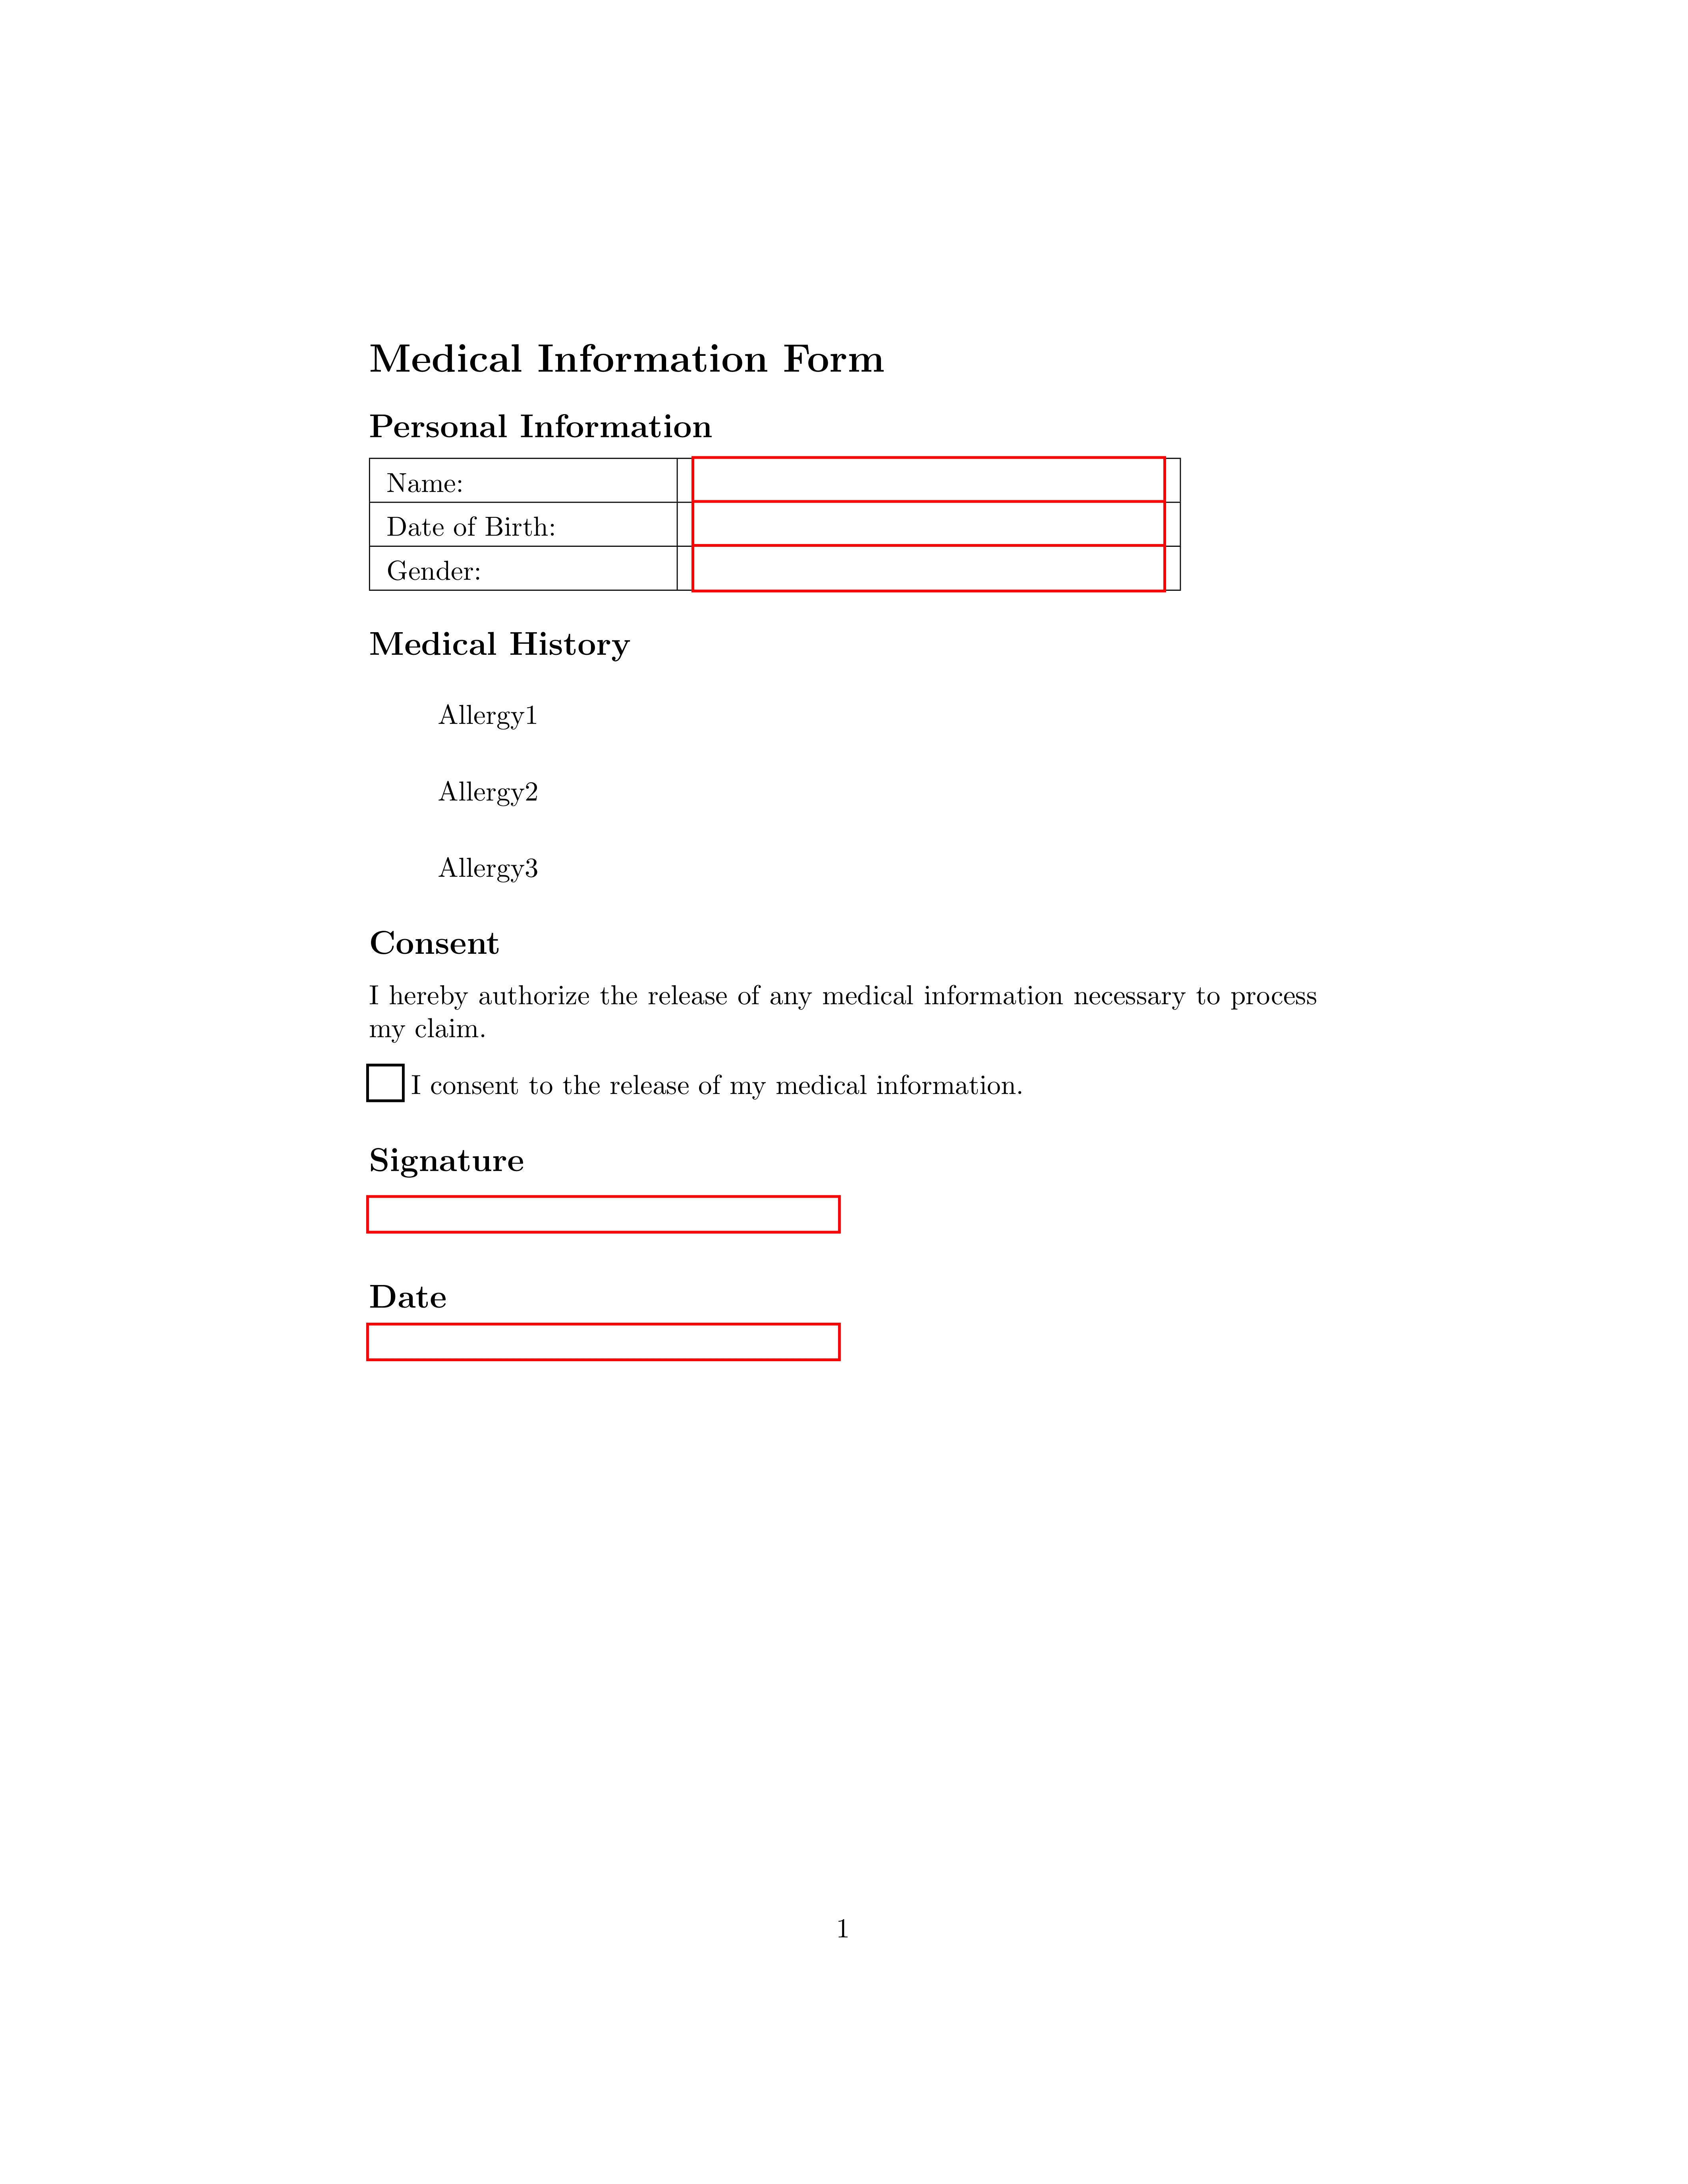 Medical Information Form
Personal Information
Name:
Date of Birth:
Gender:
Medical History
Allergy1
Allergy2
Allergy3
Consent
I hereby authorize the release of any medical information necessary to process
my claim.
I consent to the release of my medical information.
Signature
Date
1